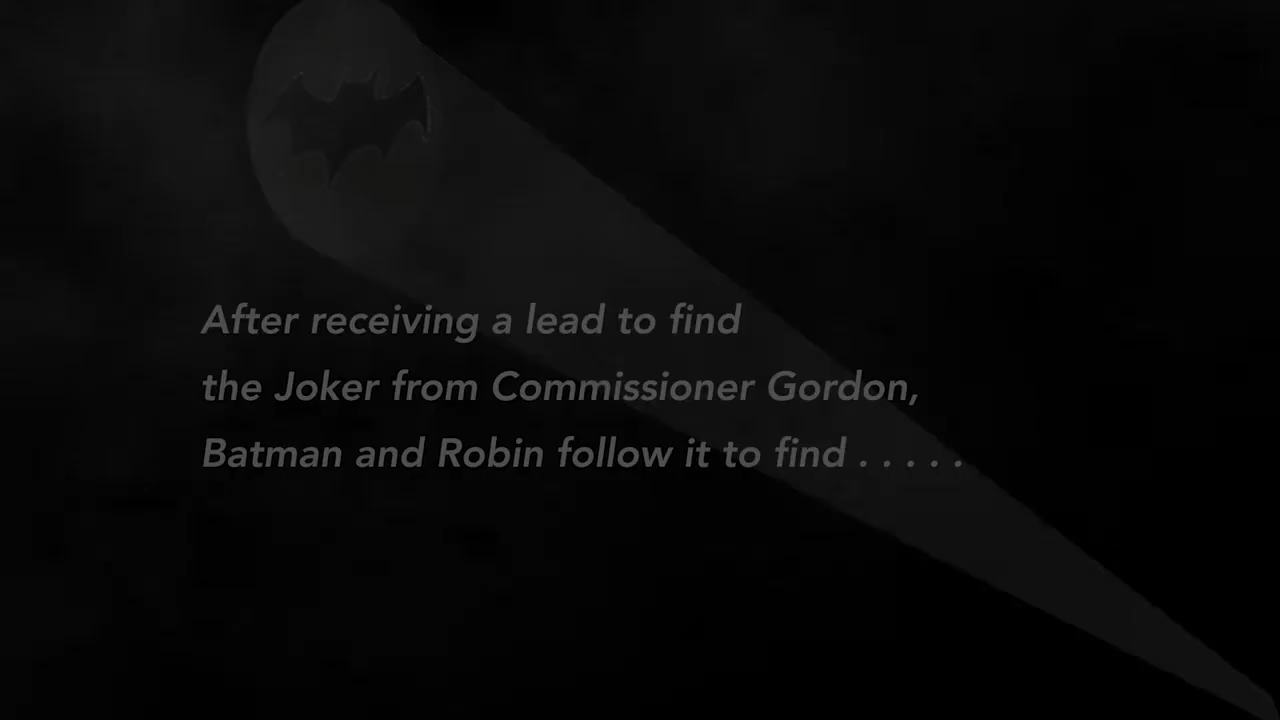 After receiving a lead to find
the Joker from Commissioner Gordon,
Batman and Robin follow it to find . . . . .